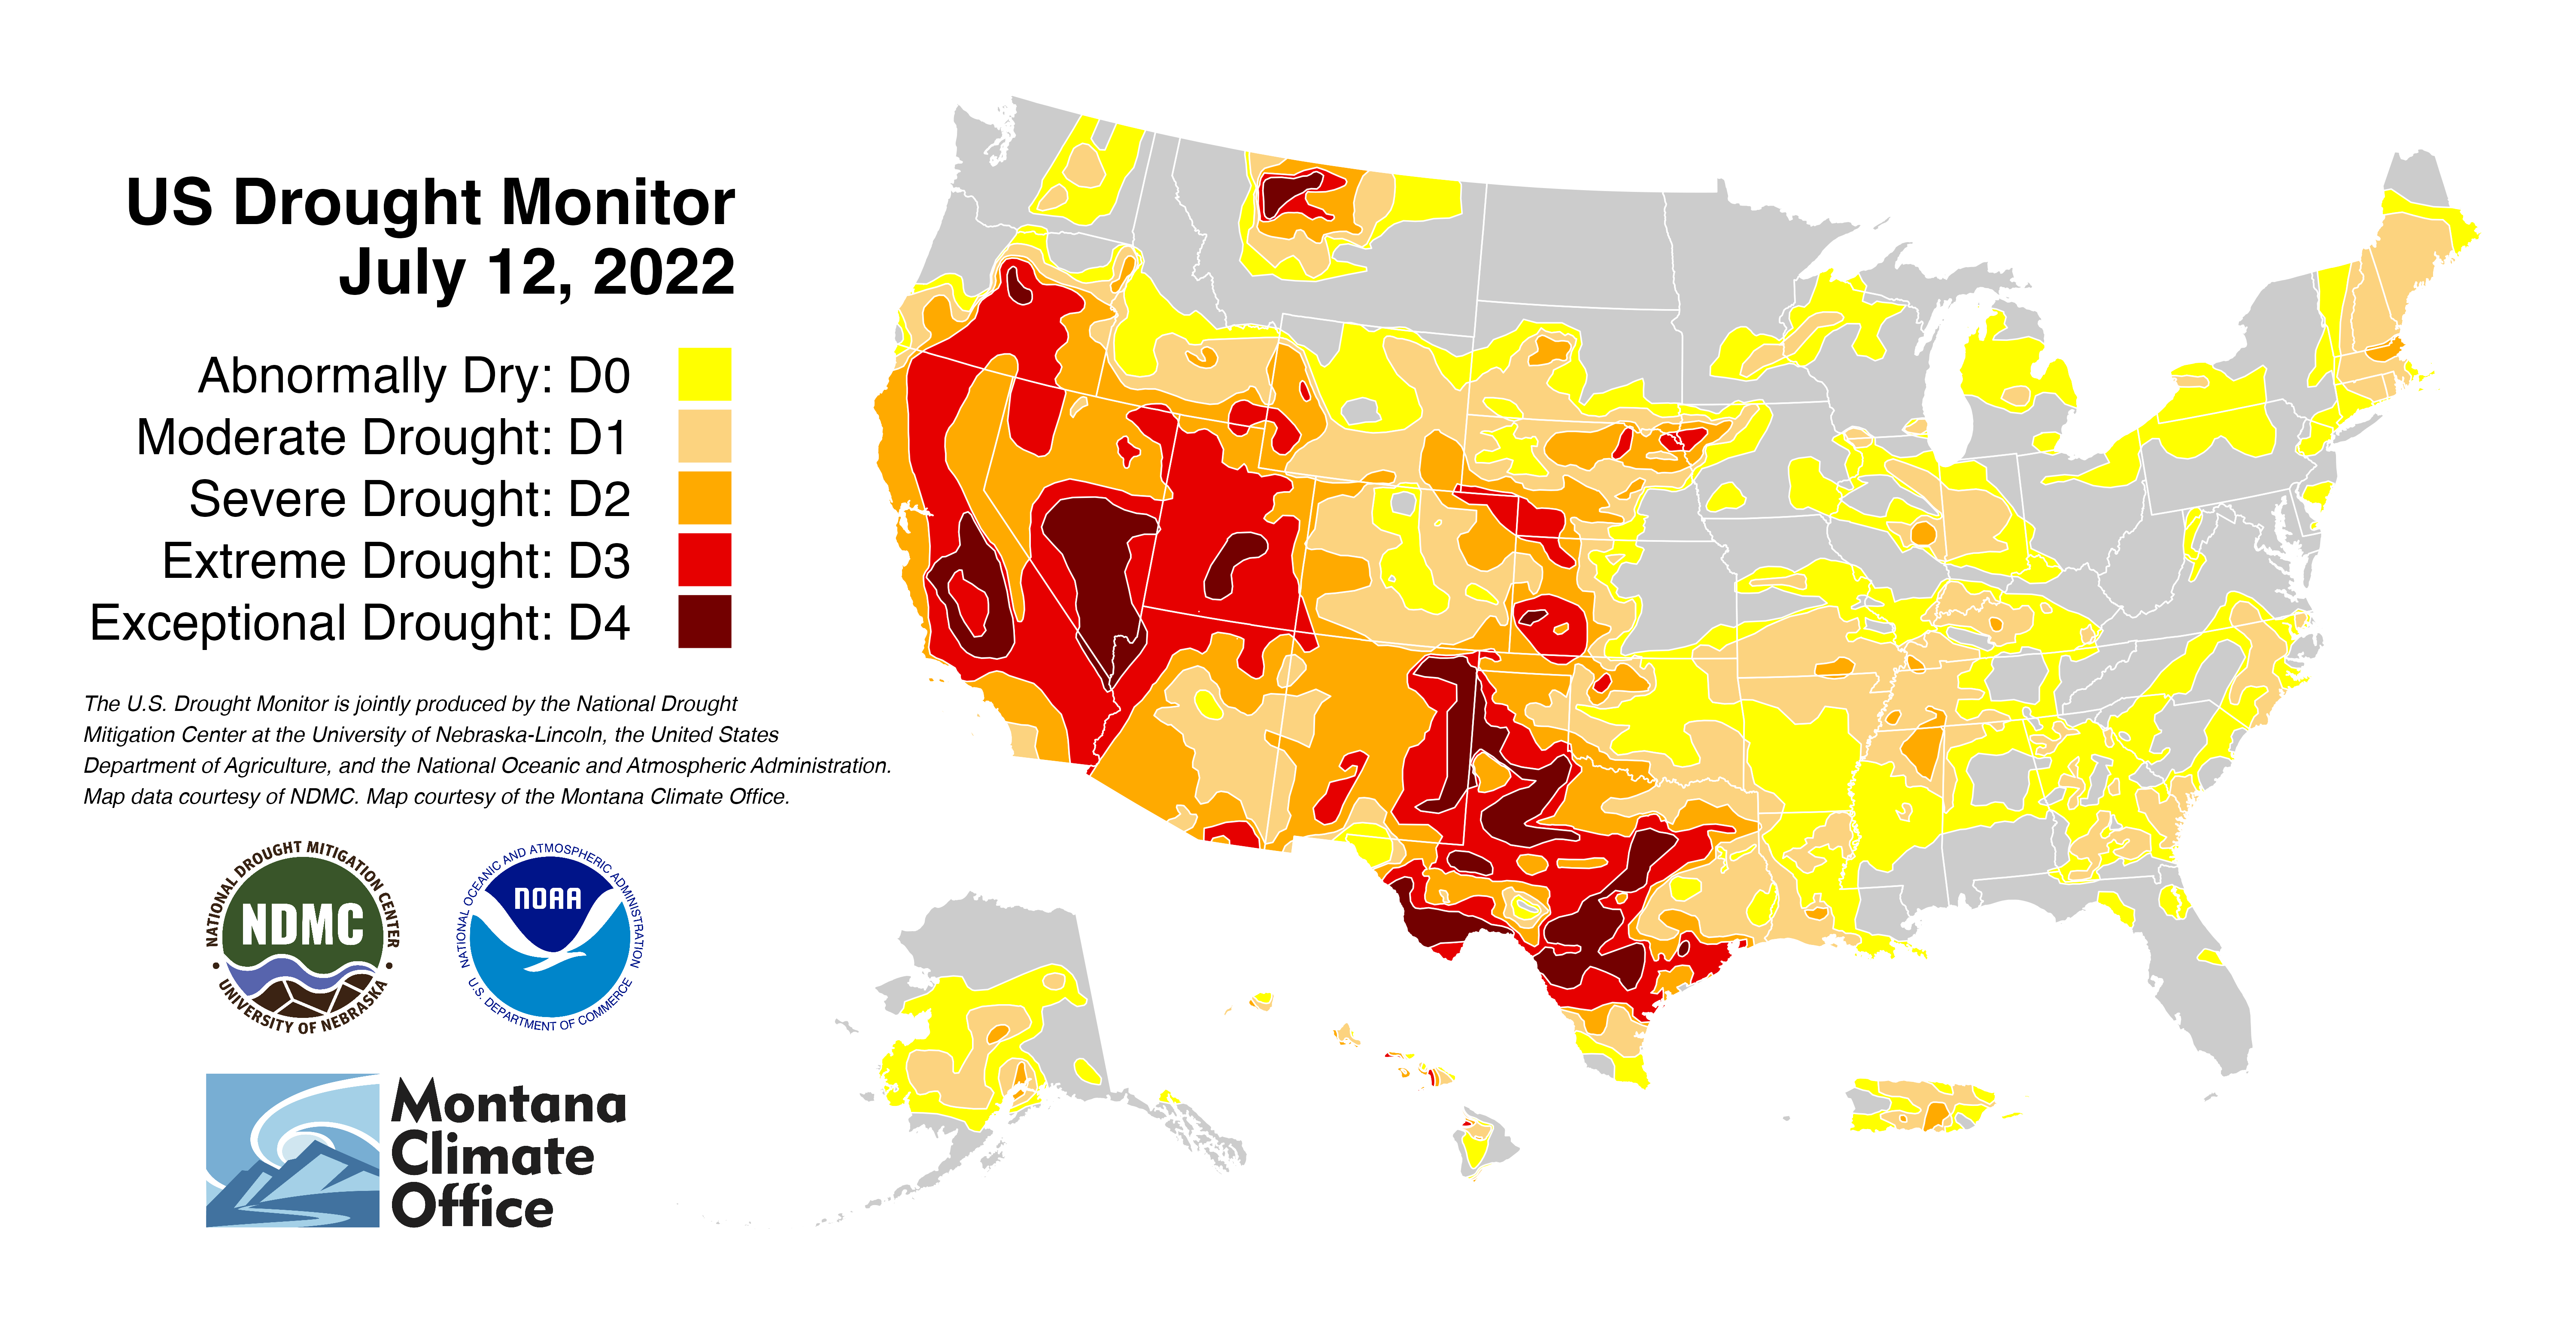 US Drought Monitor
July 12, 2022
Abnormally Dry: D0
Moderate Drought: D1
Severe Drought: D2
Extreme Drought: D3
Exceptional Drought: D4
The U.S. Drought Monitor is jointly produced by the National Drought
Mitigation Center at the University of Nebraska-Lincoln, the United States
Department of Agriculture, and the National Oceanic and Atmospheric Administration.
Map data courtesy of NDMC. Map courtesy of the Montana Climate Office.
NATIONAL DROUGHT MITIGATION CENTER
NDMC
• UNIVERSITY OF NEBRASKA •
NATIONAL OCEANIC AND ATMOSPHERIC ADMINISTRATION
NOAA
U.S. DEPARTMENT OF COMMERCE
Montana
Climate
Office